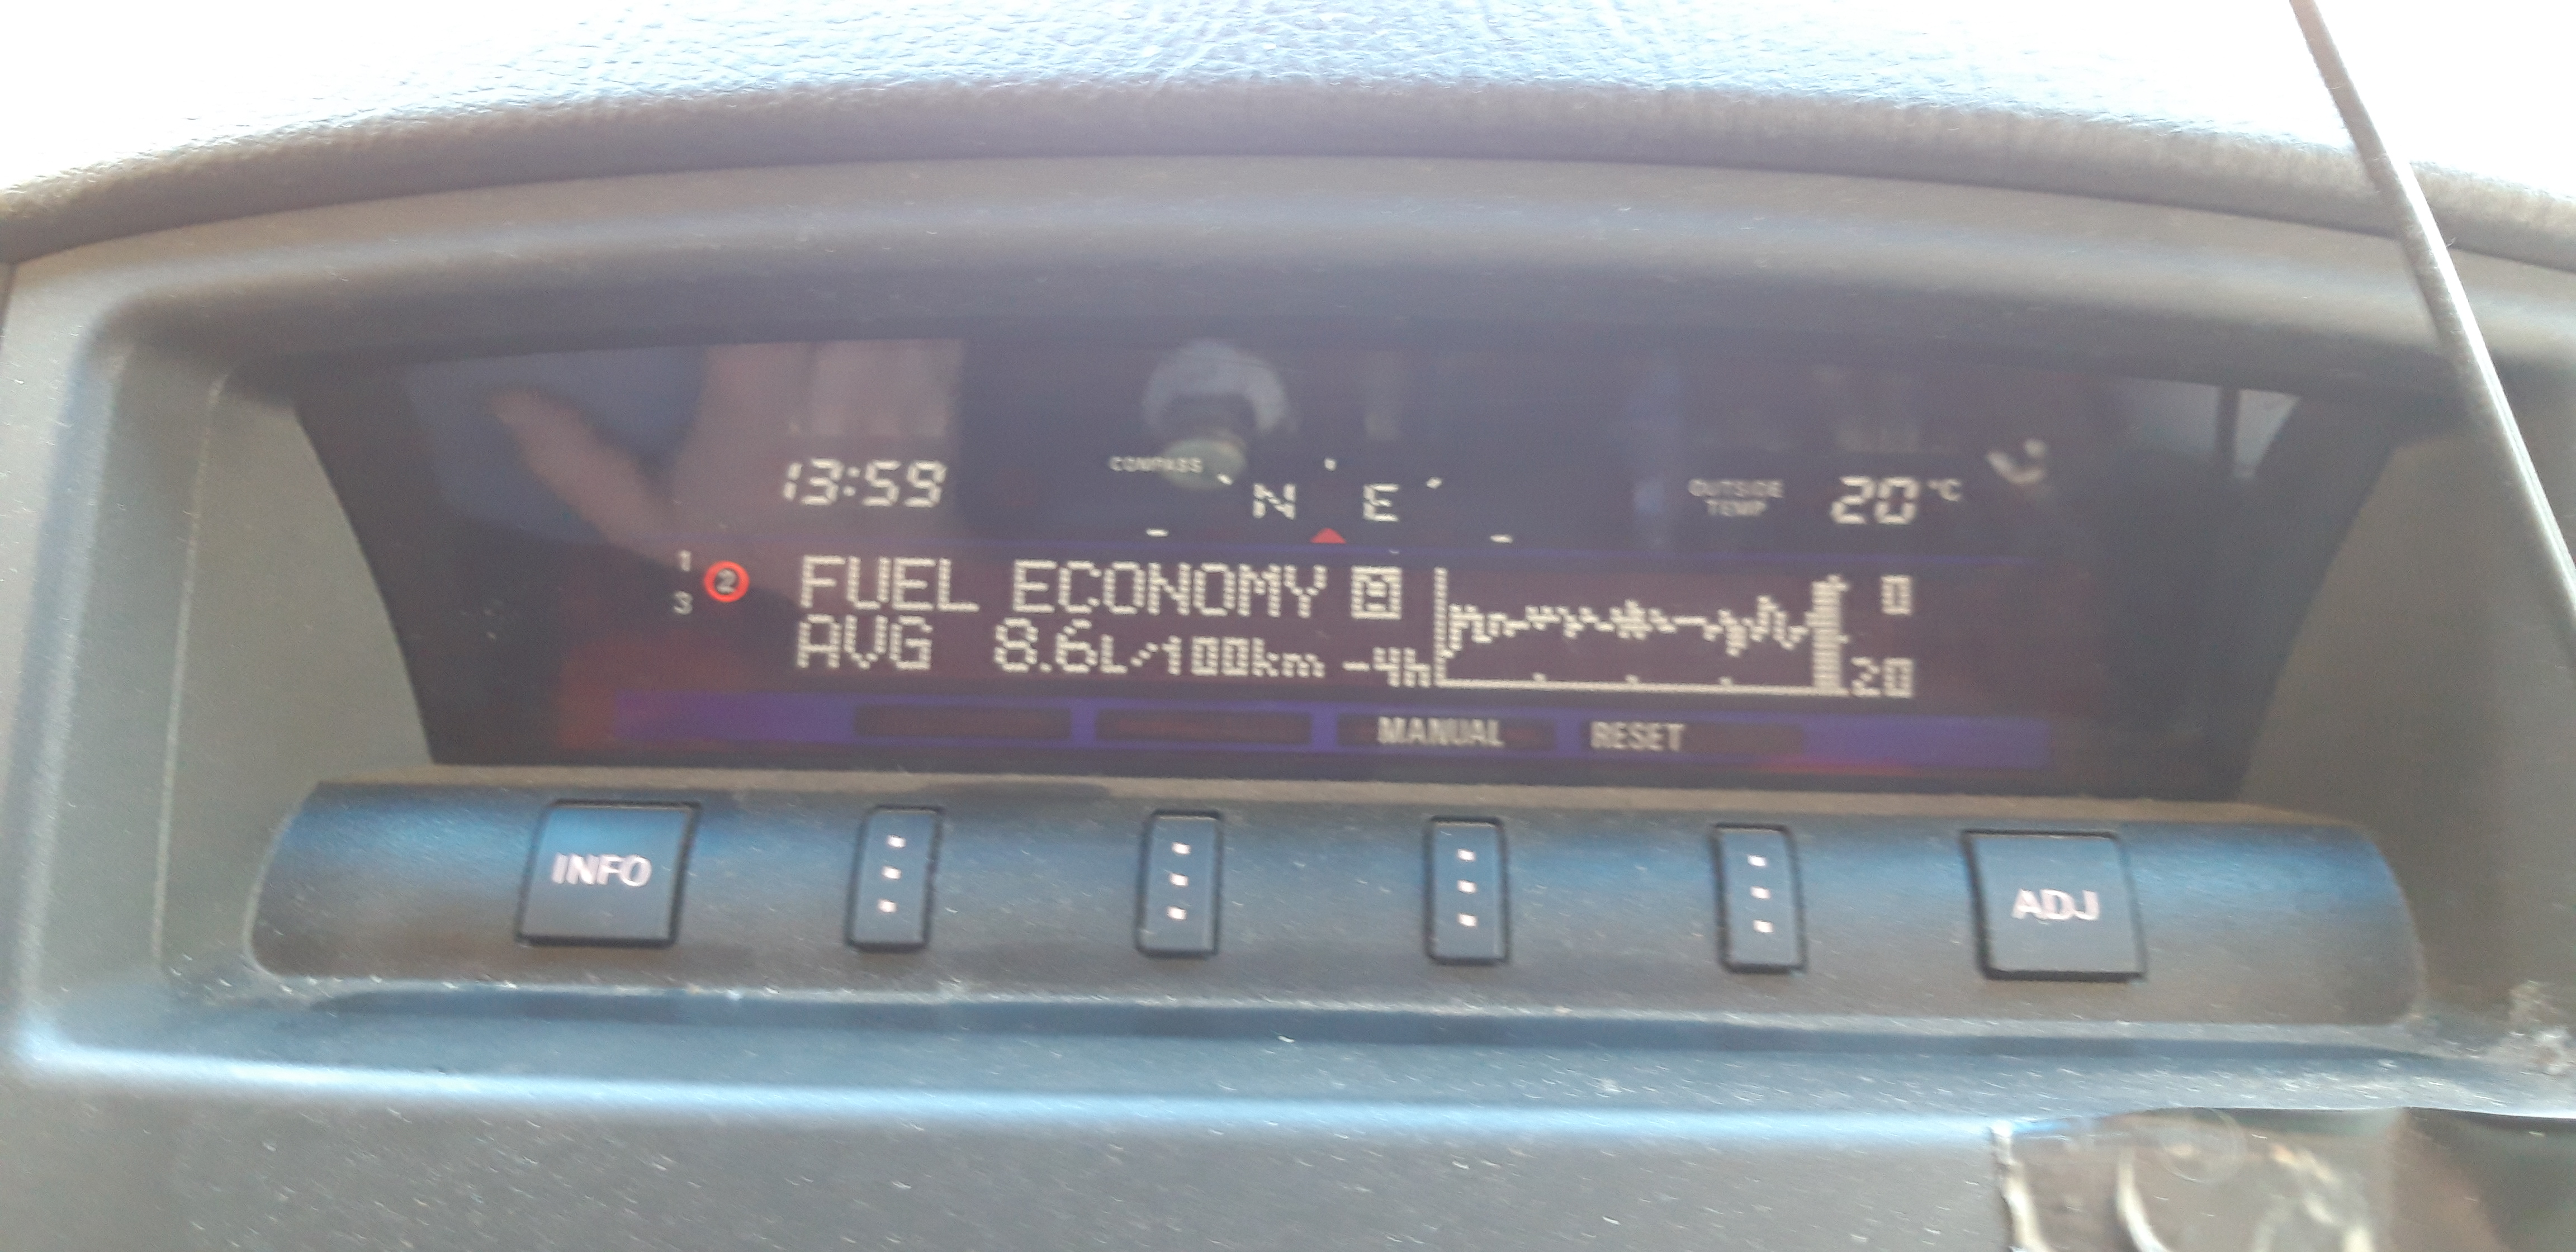 13:59
COMPASS
N E
OUTSIDE
TEMP
20 °C
1
2
3
FUEL ECONOMY M
AVG 8.6L/100km
-4h
0
20
MANUAL
RESET
INFO
ADJ